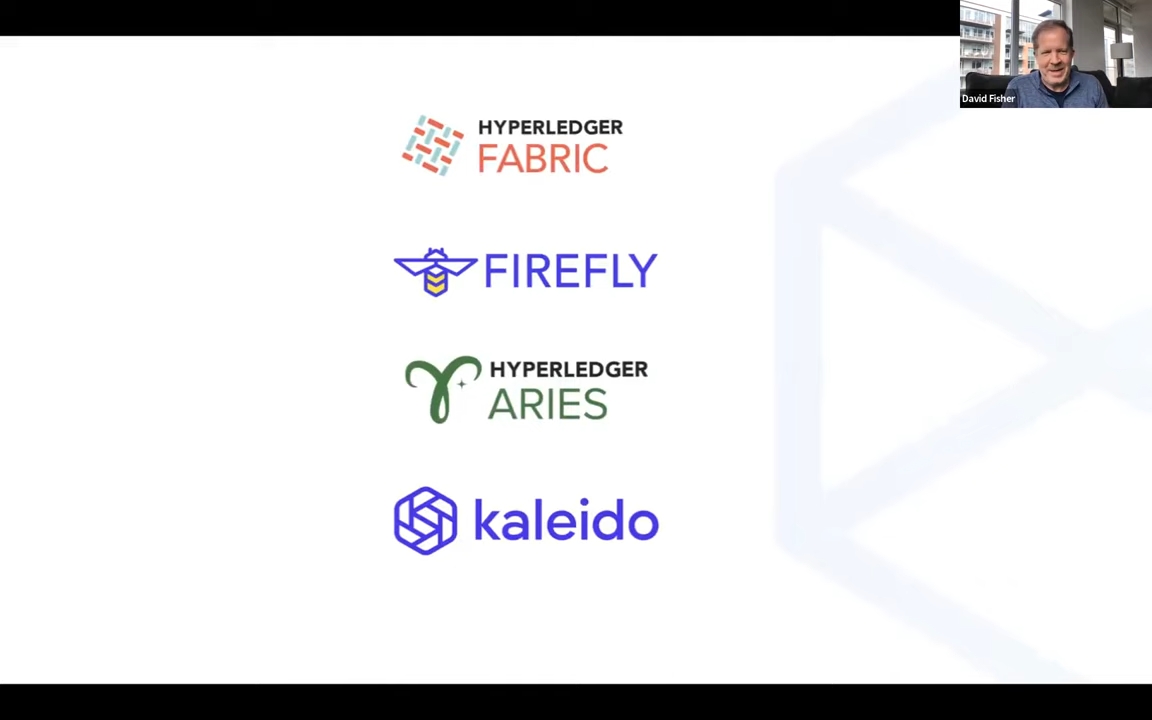 David Fisher
HYPERLEDGER
FABRIC
FIREFLY
HYPERLEDGER
ARIES
kaleido